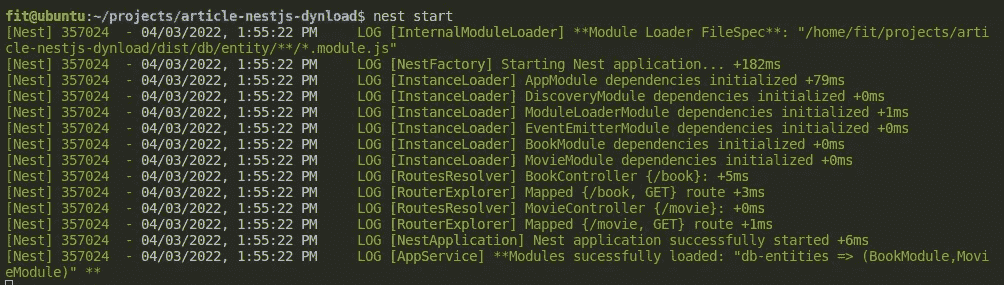 fit@ubuntu:~/projects/article-nestjs-dynload$ nest start
[Nest] 357024  - 04/03/2022, 1:55:22 PM     LOG [InternalModuleLoader] **Module Loader FileSpec**: "/home/fit/projects/arti
cle-nestjs-dynload/dist/db/entity/**/*.module.js"
[Nest] 357024  - 04/03/2022, 1:55:22 PM     LOG [NestFactory] Starting Nest application... +182ms
[Nest] 357024  - 04/03/2022, 1:55:22 PM     LOG [InstanceLoader] AppModule dependencies initialized +79ms
[Nest] 357024  - 04/03/2022, 1:55:22 PM     LOG [InstanceLoader] DiscoveryModule dependencies initialized +0ms
[Nest] 357024  - 04/03/2022, 1:55:22 PM     LOG [InstanceLoader] ModuleLoaderModule dependencies initialized +1ms
[Nest] 357024  - 04/03/2022, 1:55:22 PM     LOG [InstanceLoader] EventEmitterModule dependencies initialized +0ms
[Nest] 357024  - 04/03/2022, 1:55:22 PM     LOG [InstanceLoader] BookModule dependencies initialized +0ms
[Nest] 357024  - 04/03/2022, 1:55:22 PM     LOG [InstanceLoader] MovieModule dependencies initialized +0ms
[Nest] 357024  - 04/03/2022, 1:55:22 PM     LOG [RoutesResolver] BookController {/book}: +5ms
[Nest] 357024  - 04/03/2022, 1:55:22 PM     LOG [RouterExplorer] Mapped {/book, GET} route +3ms
[Nest] 357024  - 04/03/2022, 1:55:22 PM     LOG [RoutesResolver] MovieController {/movie}: +0ms
[Nest] 357024  - 04/03/2022, 1:55:22 PM     LOG [RouterExplorer] Mapped {/movie, GET} route +1ms
[Nest] 357024  - 04/03/2022, 1:55:22 PM     LOG [NestApplication] Nest application successfully started +6ms
[Nest] 357024  - 04/03/2022, 1:55:22 PM     LOG [AppService] **Modules sucessfully loaded: "db-entities => (BookModule,Movi
eModule)" **